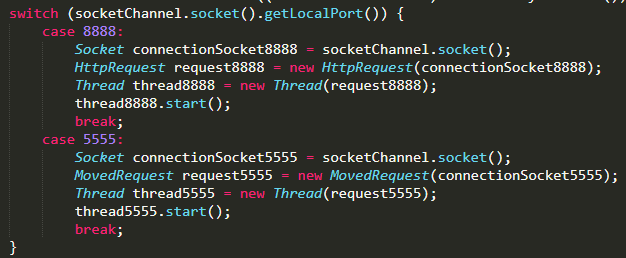 switch (socketChannel.socket().getLocalPort()) {
    case 8888:
        Socket connectionSocket8888 = socketChannel.socket();
        HttpRequest request8888 = new HttpRequest(connectionSocket8888);
        Thread thread8888 = new Thread(request8888);
        thread8888.start();
        break;
    case 5555:
        Socket connectionSocket5555 = socketChannel.socket();
        MovedRequest request5555 = new MovedRequest(connectionSocket5555);
        Thread thread5555 = new Thread(request5555);
        thread5555.start();
        break;
}